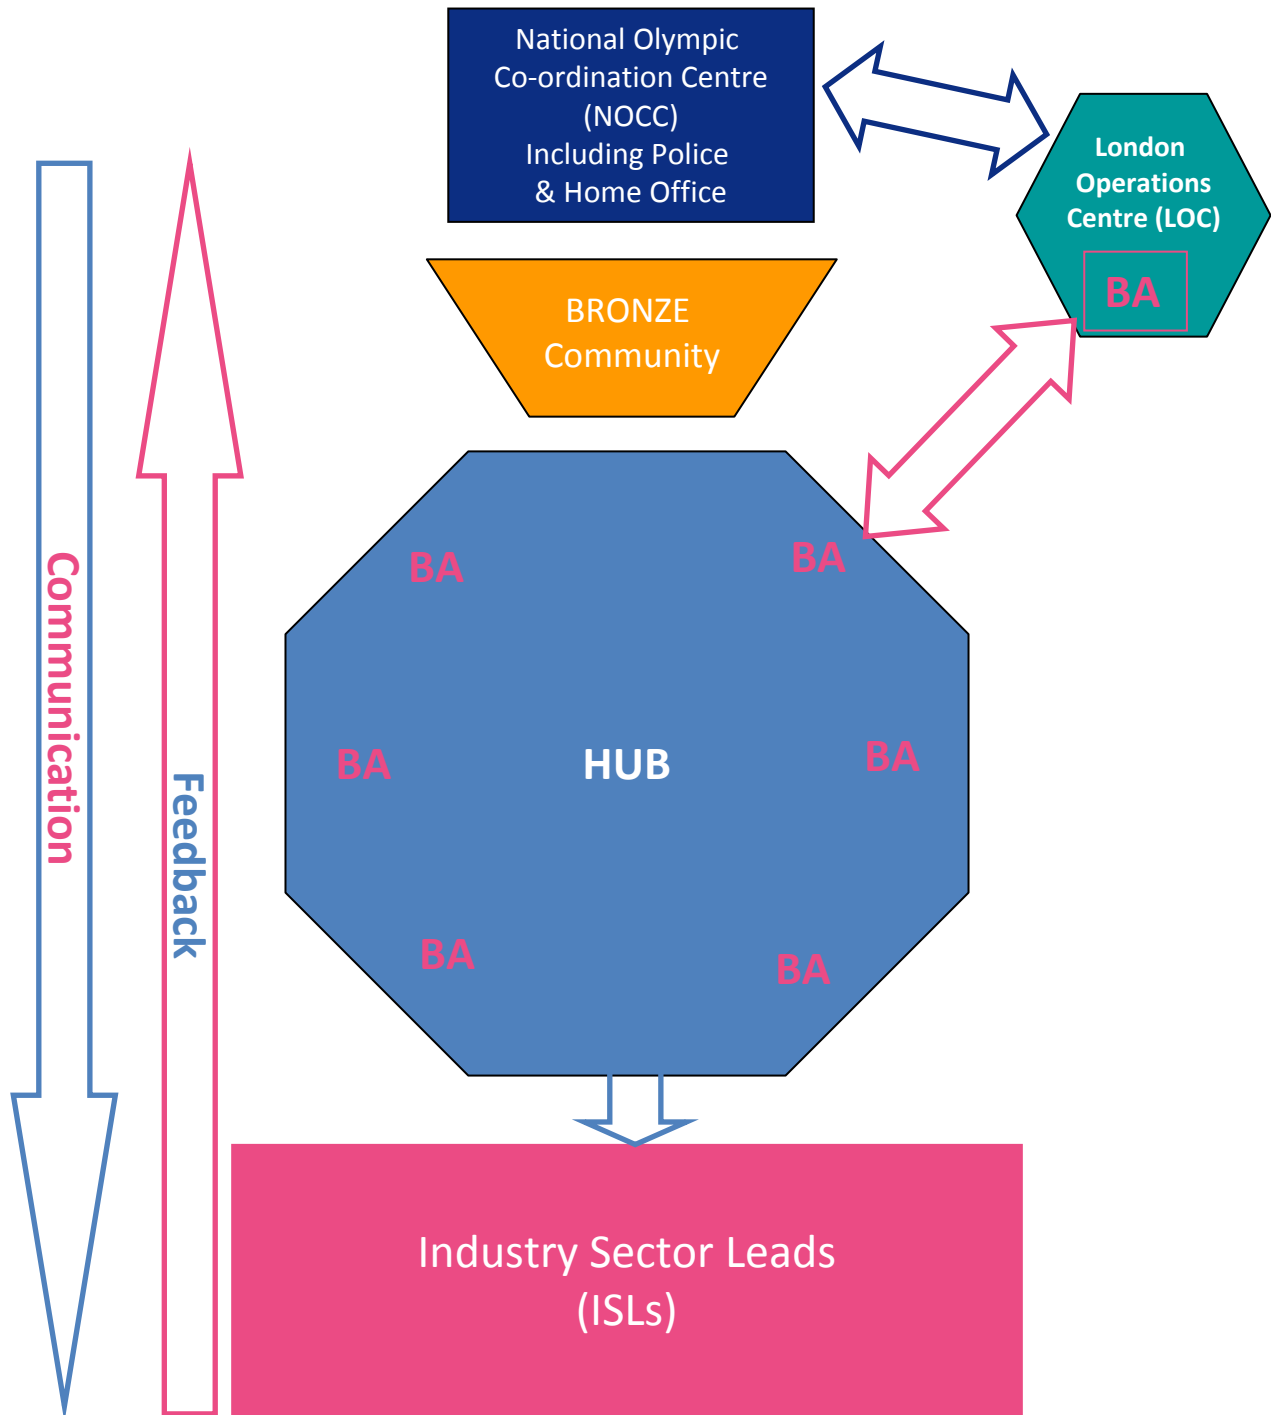 National Olympic
Co-ordination Centre
(NOCC)
Including Police
& Home Office
London
Operations
Centre (LOC)
BA
BRONZE
Community
BA
BA
BA
HUB
BA
BA
BA
Communication
Feedback
Industry Sector Leads
(ISLs)